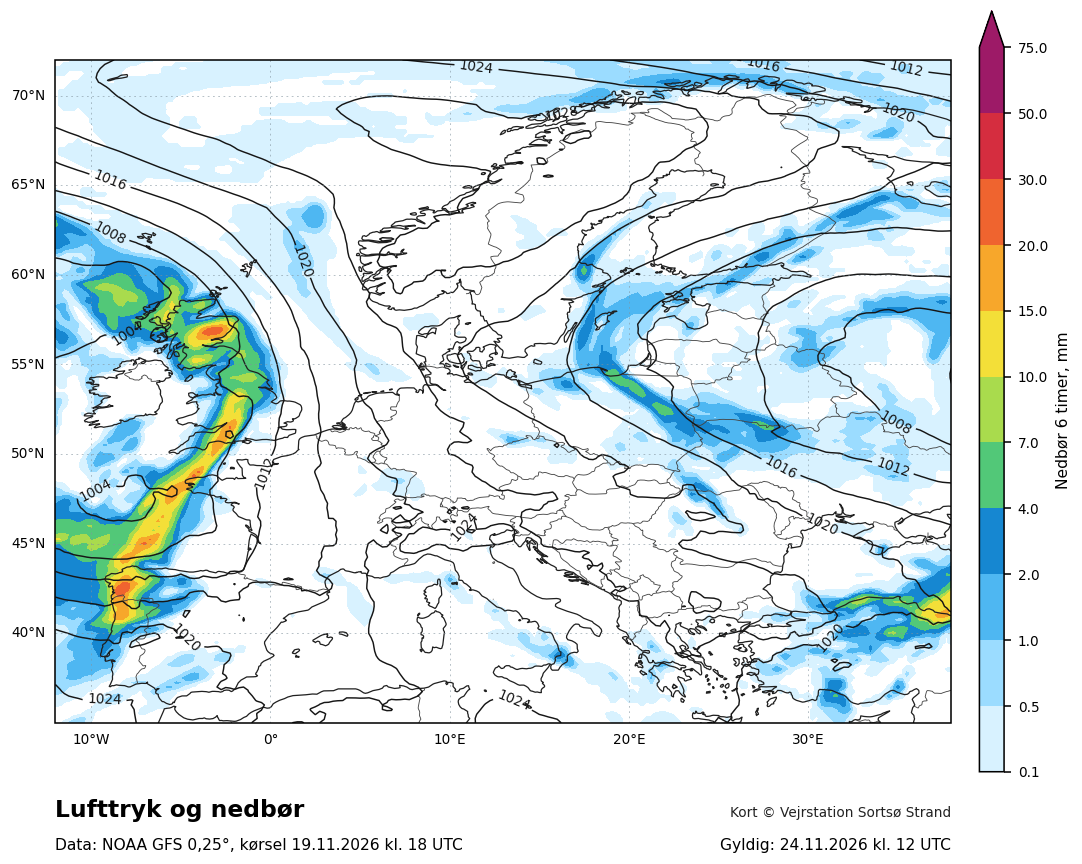 1024
1016
1012
1020
1028
1016
1008
1020
1004
1008
1012
1016
1004
1012
1020
1024
1020
1020
1024
1024
70°N
65°N
60°N
55°N
50°N
45°N
40°N
10°W
0°
10°E
20°E
30°E
75.0
50.0
30.0
20.0
15.0
10.0
7.0
4.0
2.0
1.0
0.5
0.1
Nedbør 6 timer, mm
Lufttryk og nedbør
Kort © Vejrstation Sortsø Strand
Data: NOAA GFS 0,25°, kørsel 19.11.2026 kl. 18 UTC
Gyldig: 24.11.2026 kl. 12 UTC